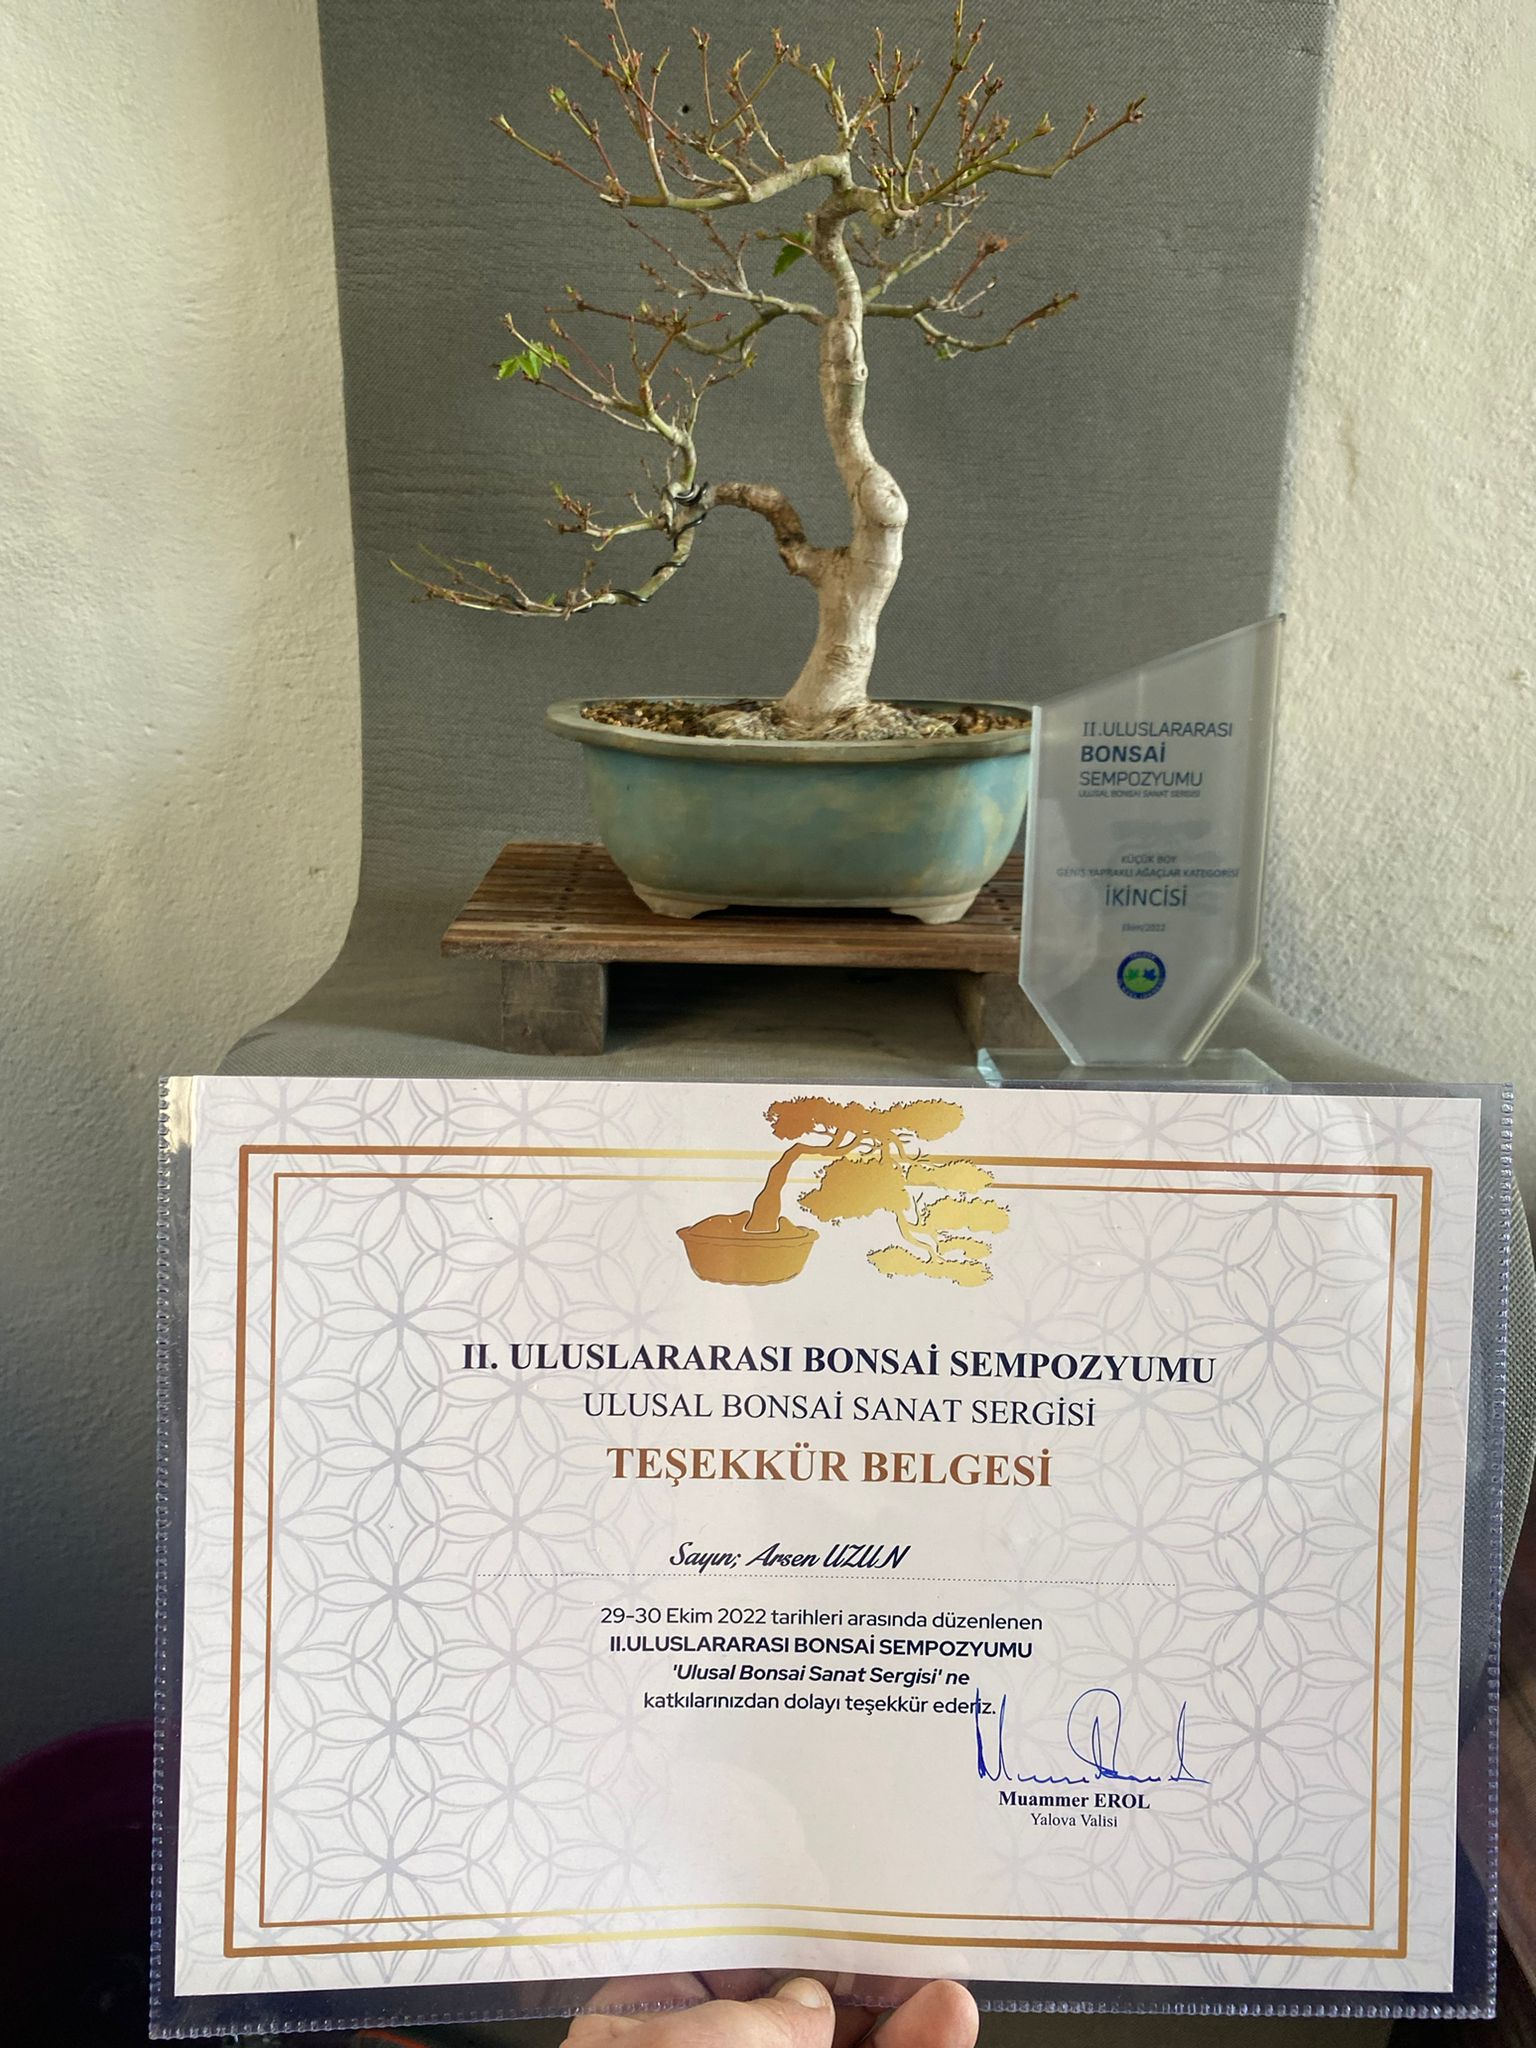 II.ULUSLARARASI
BONSAİ
SEMPOZYUMU
ULUSAL BONSAI SANAT SERGİSİ
KÜÇÜK BOY
GENİŞ YAPRAKLI AĞAÇLAR KATEGORİSİ
İKİNCİSİ
Ekim/2022
II. ULUSLARARASI BONSAİ SEMPOZYUMU
ULUSAL BONSAİ SANAT SERGİSİ
TEŞEKKÜR BELGESİ
Sayın; Arsen UZUN
29-30 Ekim 2022 tarihleri arasında düzenlenen
II.ULUSLARARASI BONSAİ SEMPOZYUMU
'Ulusal Bonsai Sanat Sergisi' ne
katkılarınızdan dolayı teşekkür ederiz.
Muammer EROL
Yalova Valisi